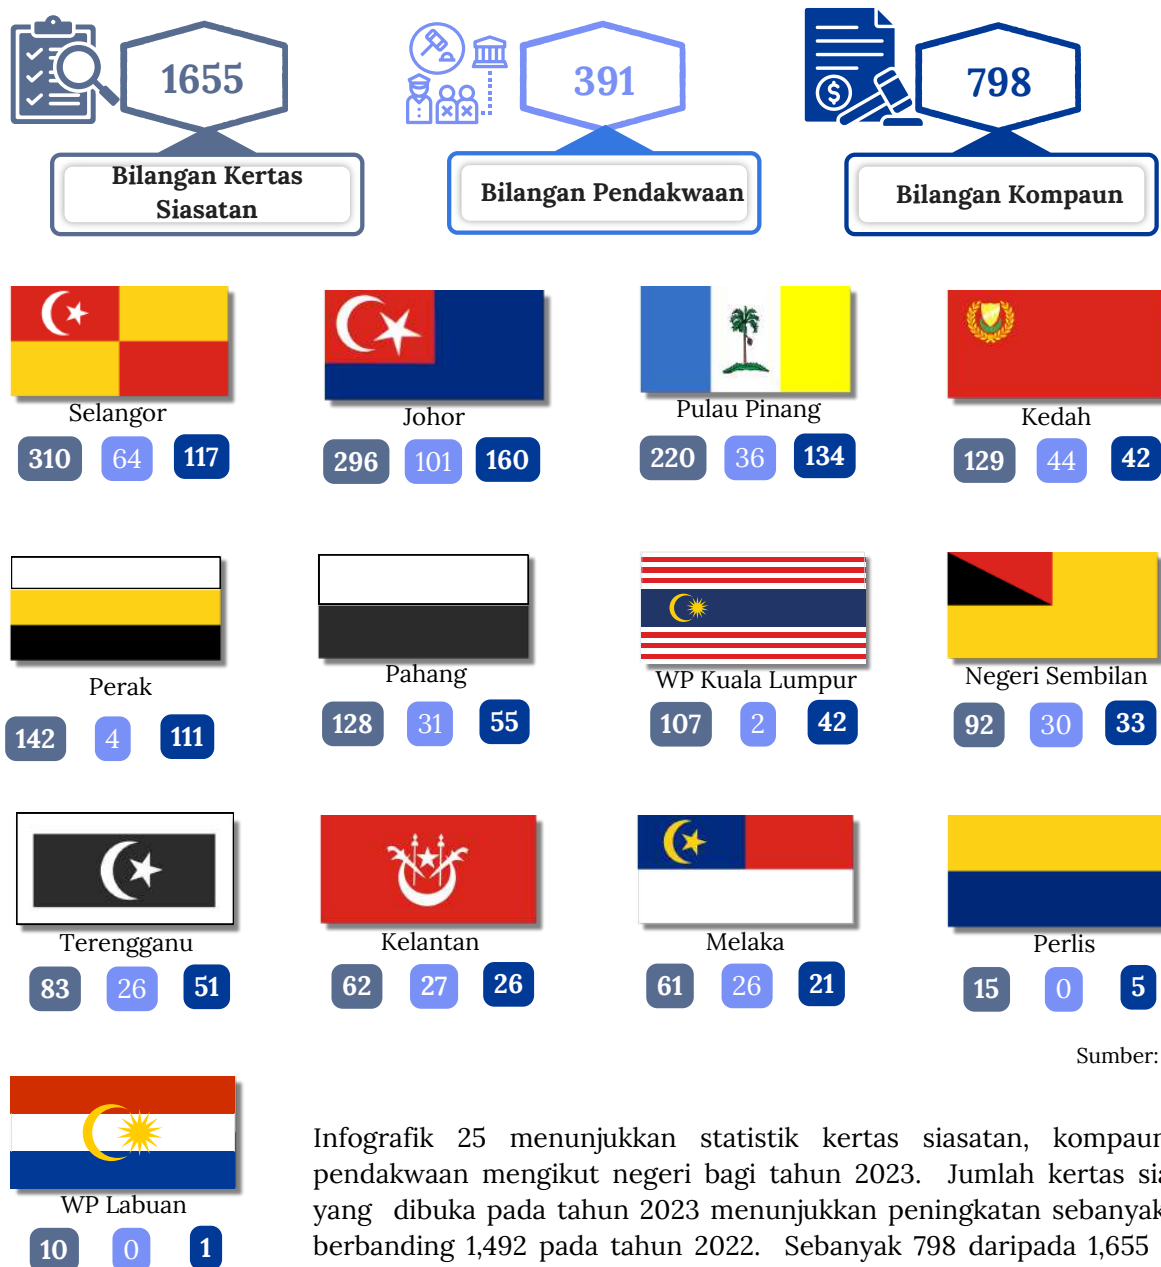 1655
391
798
Bilangan Kertas
Siasatan
Bilangan Pendakwaan
Bilangan Kompaun
Selangor
Johor
Pulau Pinang
Kedah
310 64 117
296 101 160
220 36 134
129 44 42
Perak
Pahang
WP Kuala Lumpur
Negeri Sembilan
142 4 111
128 31 55
107 2 42
92 30 33
Terengganu
Kelantan
Melaka
Perlis
83 26 51
62 27 26
61 26 21
15 0 5
Sumber:
WP Labuan
10 0 1
Infografik 25 menunjukkan statistik kertas siasatan, kompaun
pendakwaan mengikut negeri bagi tahun 2023. Jumlah kertas sia
yang dibuka pada tahun 2023 menunjukkan peningkatan sebanyak
berbanding 1,492 pada tahun 2022. Sebanyak 798 daripada 1,655